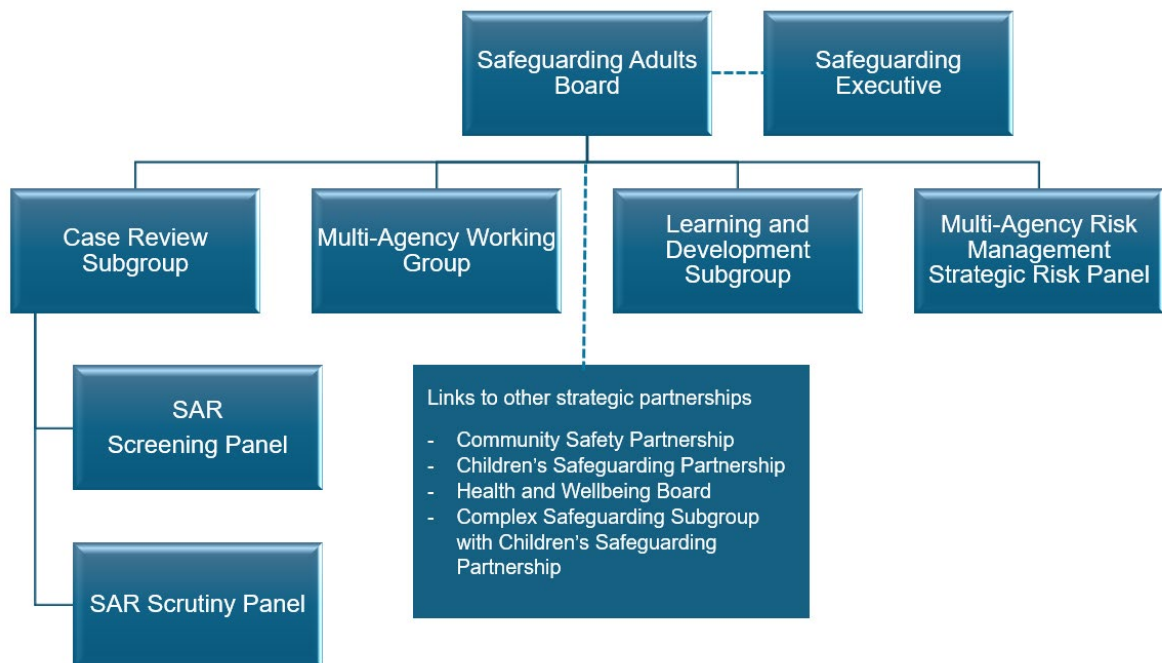 Safeguarding Adults
Board
Safeguarding
Executive
Case Review
Subgroup
Multi-Agency Working
Group
Learning and
Development
Subgroup
Multi-Agency Risk
Management
Strategic Risk Panel
SAR
Screening Panel
SAR Scrutiny Panel
Links to other strategic partnerships
- Community Safety Partnership
- Children’s Safeguarding Partnership
- Health and Wellbeing Board
- Complex Safeguarding Subgroup
with Children’s Safeguarding
Partnership